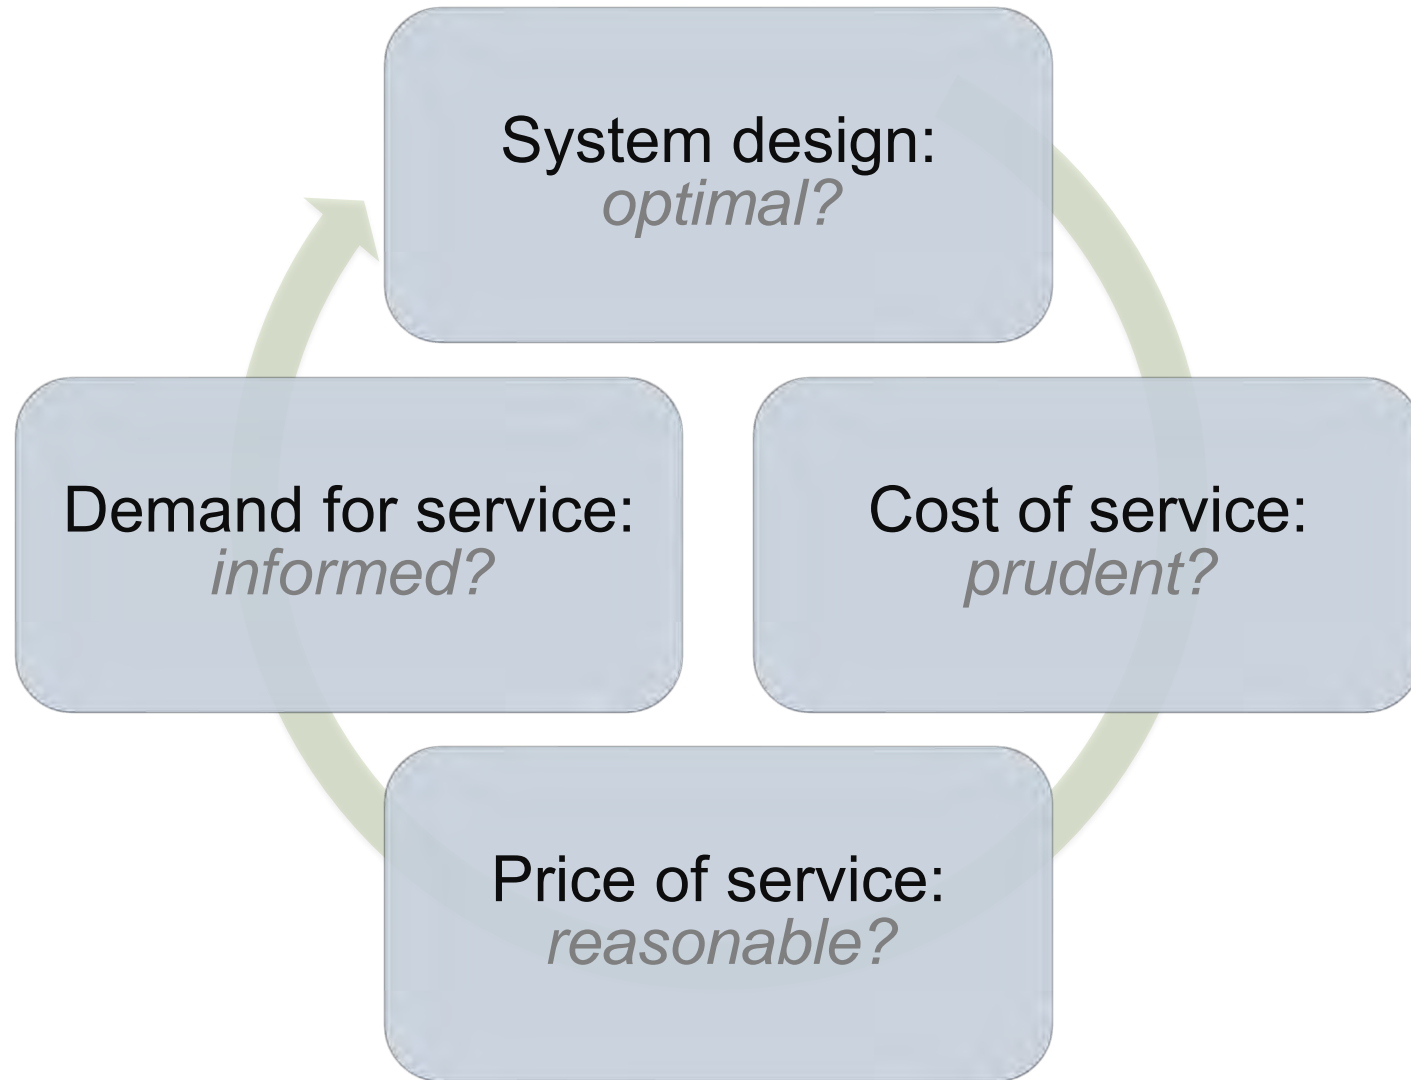 System design:
optimal?
Demand for service:
informed?
Cost of service:
prudent?
Price of service:
reasonable?